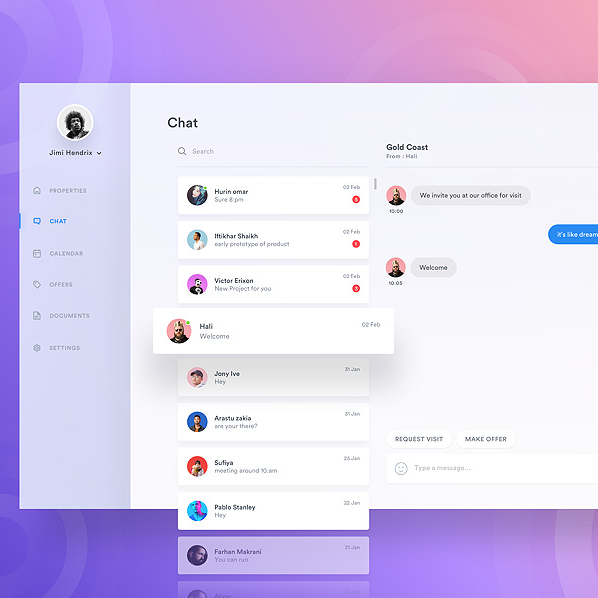 Jimi Hendrix
PROPERTIES
CHAT
CALENDAR
OFFERS
DOCUMENTS
SETTINGS
Chat
Search
Hurin omar
02 Feb
Sure 8:pm
Iftikhar Shaikh
02 Feb
early prototype of product
1
Victor Erixon
02 Feb
New Project for you
3
Hali
02 Feb
Welcome
Jony Ive
31 Jan
Hey
Arastu zakia
31 Jan
are your there?
Sufiya
25 Jan
meeting around 10:am
Pablo Stanley
22 Jan
Hey
Farhan Makrani
21 Jan
You can run
Gold Coast
From : Hali
We invite you at our office for visit
10:00
it's like dream
Welcome
10:05
REQUEST VISIT
MAKE OFFER
Type a message...